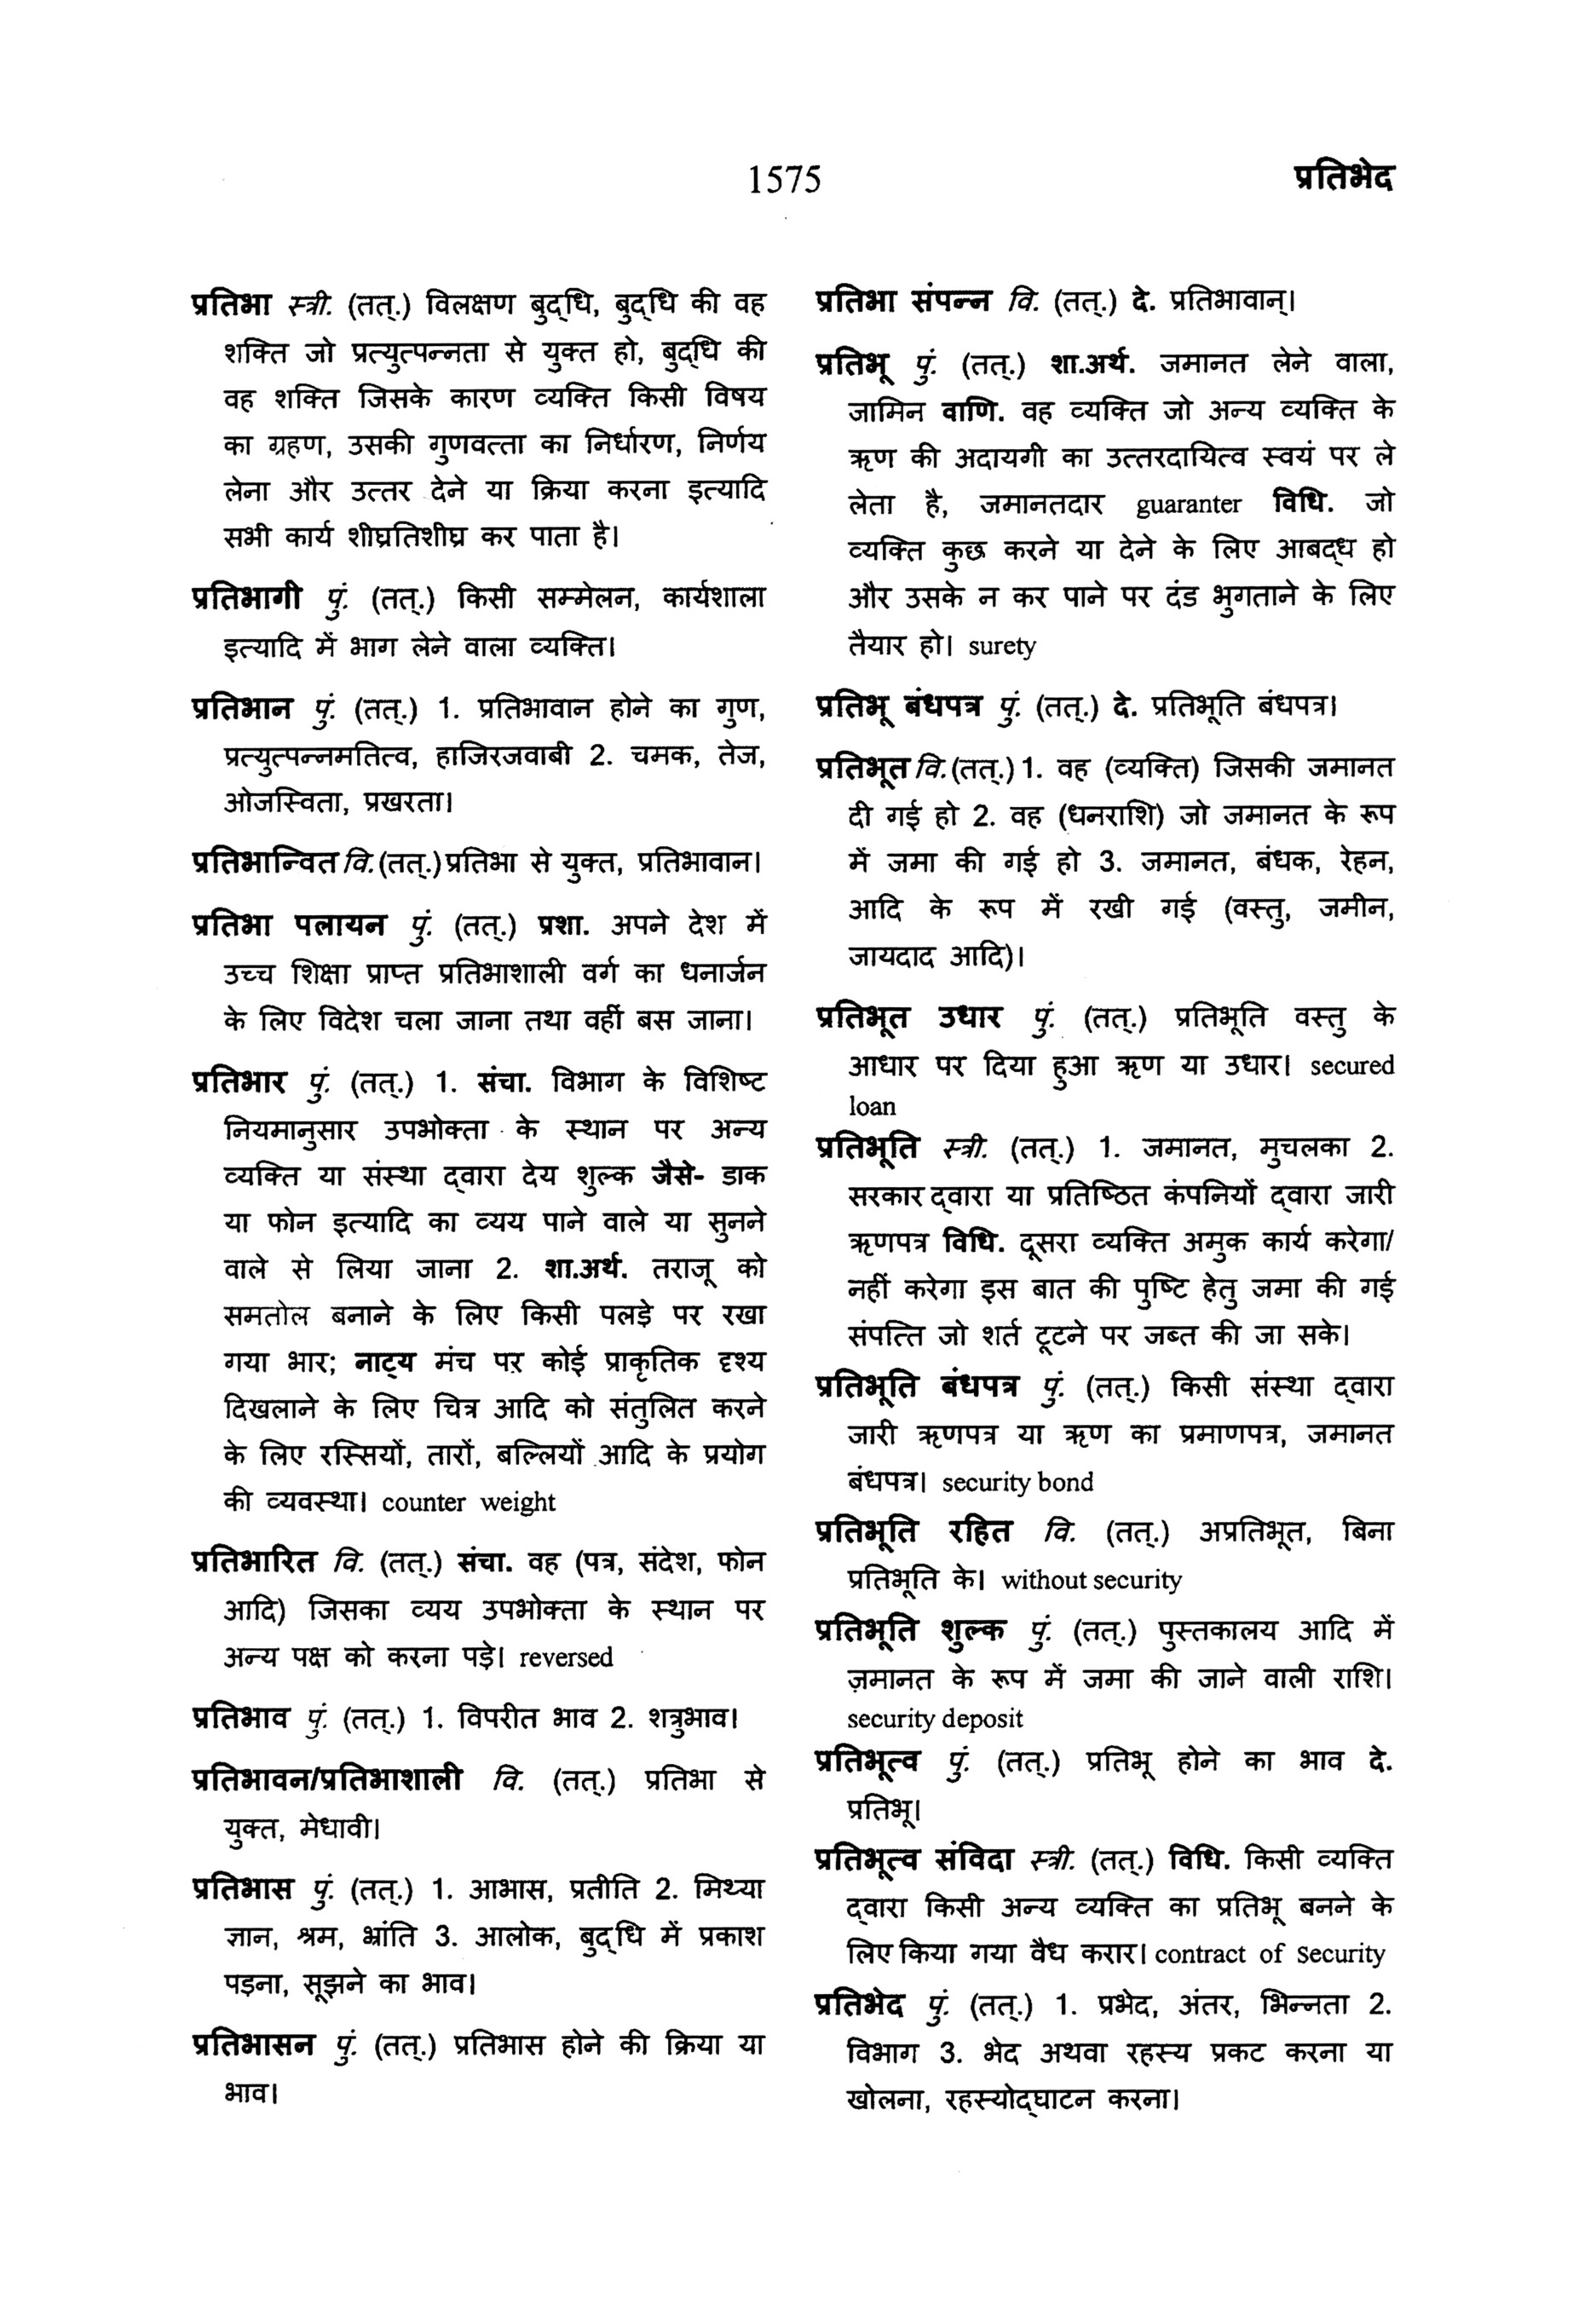 1575
प्रतिभेद
प्रतिभा स्त्री. (तत्.) विलक्षण बुद्धि, बुद्धि की वह
शक्ति जो प्रत्युत्पन्नता से युक्त हो, बुद्धि की
वह शक्ति जिसके कारण व्यक्ति किसी विषय
का ग्रहण, उसकी गुणवत्ता का निर्धारण, निर्णय
लेना और उत्तर देने या क्रिया करना इत्यादि
सभी कार्य शीघ्रतिशीघ्र कर पाता है।
प्रतिभागी पुं. (तत्.) किसी सम्मेलन, कार्यशाला
इत्यादि में भाग लेने वाला व्यक्ति।
प्रतिभान पुं. (तत्.) 1. प्रतिभावान होने का गुण,
प्रत्युत्पन्नमतित्व, हाजिरजवाबी 2. चमक, तेज,
ओजस्विता, प्रखरता।
प्रतिभान्वित वि. (तत्.) प्रतिभा से युक्त, प्रतिभावान।
प्रतिभा पलायन पुं. (तत्.) प्रशा. अपने देश में
उच्च शिक्षा प्राप्त प्रतिभाशाली वर्ग का धनार्जन
के लिए विदेश चला जाना तथा वहीं बस जाना।
प्रतिभार पुं. (तत्.) 1. संचा. विभाग के विशिष्ट
नियमानुसार उपभोक्ता के स्थान पर अन्य
व्यक्ति या संस्था द्वारा देय शुल्क जैसे- डाक
या फोन इत्यादि का व्यय पाने वाले या सुनने
वाले से लिया जाना 2. शा.अर्थ. तराजू को
समतोल बनाने के लिए किसी पलड़े पर रखा
गया भार; नाट्य मंच पर कोई प्राकृतिक दृश्य
दिखलाने के लिए चित्र आदि को संतुलित करने
के लिए रस्सियों, तारों, बल्लियों आदि के प्रयोग
की व्यवस्था। counter weight
प्रतिभारित वि. (तत्.) संचा. वह (पत्र, संदेश, फोन
आदि) जिसका व्यय उपभोक्ता के स्थान पर
अन्य पक्ष को करना पड़े। reversed
प्रतिभाव पुं. (तत्.) 1. विपरीत भाव 2. शत्रुभाव।
प्रतिभावन/प्रतिभाशाली वि. (तत्.) प्रतिभा से
युक्त, मेधावी।
प्रतिभास पुं. (तत्.) 1. आभास, प्रतीति 2. मिथ्या
ज्ञान, श्रम, भ्रांति 3. आलोक, बुद्धि में प्रकाश
पड़ना, सूझने का भाव।
प्रतिभासन पुं. (तत्.) प्रतिभास होने की क्रिया या
भाव।
प्रतिभा संपन्न वि. (तत्.) दे. प्रतिभावान्।
प्रतिभू पुं. (तत्.) शा.अर्थ. जमानत लेने वाला,
जामिन वाणि. वह व्यक्ति जो अन्य व्यक्ति के
ऋण की अदायगी का उत्तरदायित्व स्वयं पर ले
लेता है, जमानतदार guaranter विधि. जो
व्यक्ति कुछ करने या देने के लिए आबद्ध हो
और उसके न कर पाने पर दंड भुगताने के लिए
तैयार हो। surety
प्रतिभू बंधपत्र पुं. (तत्.) दे. प्रतिभूति बंधपत्र।
प्रतिभूत वि. (तत्.) 1. वह (व्यक्ति) जिसकी जमानत
दी गई हो 2. वह (धनराशि) जो जमानत के रूप
में जमा की गई हो 3. जमानत, बंधक, रेहन,
आदि के रूप में रखी गई (वस्तु, जमीन,
जायदाद आदि)।
प्रतिभूत उधार पुं. (तत्.) प्रतिभूति वस्तु के
आधार पर दिया हुआ ऋण या उधार। secured
loan
प्रतिभूति स्त्री. (तत्.) 1. जमानत, मुचलका 2.
सरकार द्वारा या प्रतिष्ठित कंपनियों द्वारा जारी
ऋणपत्र विधि. दूसरा व्यक्ति अमुक कार्य करेगा/
नहीं करेगा इस बात की पुष्टि हेतु जमा की गई
संपत्ति जो शर्त टूटने पर जब्त की जा सके।
प्रतिभूति बंधपत्र पुं. (तत्.) किसी संस्था द्वारा
जारी ऋणपत्र या ऋण का प्रमाणपत्र, जमानत
बंधपत्र। security bond
प्रतिभूति रहित वि. (तत्.) अप्रतिभूत, बिना
प्रतिभूति के। without security
प्रतिभूति शुल्क पुं. (तत्.) पुस्तकालय आदि में
ज़मानत के रूप में जमा की जाने वाली राशि।
security deposit
प्रतिभूत्व पुं. (तत्.) प्रतिभू होने का भाव दे.
प्रतिभू।
प्रतिभूत्व संविदा स्त्री. (तत्.) विधि. किसी व्यक्ति
द्वारा किसी अन्य व्यक्ति का प्रतिभू बनने के
लिए किया गया वैध करार। contract of security
प्रतिभेद पुं. (तत्.) 1. प्रभेद, अंतर, भिन्नता 2.
विभाग 3. भेद अथवा रहस्य प्रकट करना या
खोलना, रहस्योद्घाटन करना।